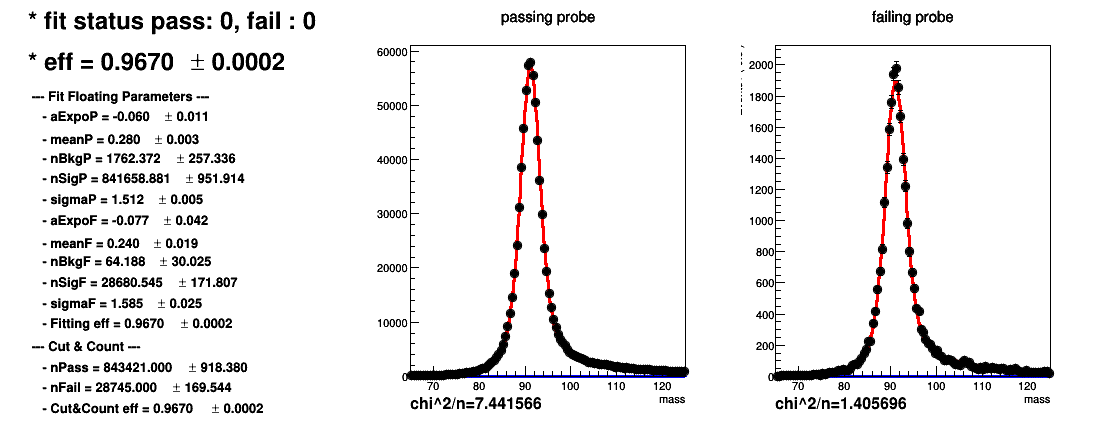 * fit status pass: 0, fail : 0
* eff = 0.9670 ± 0.0002
--- Fit Floating Parameters ---
- aExpoP = -0.060 ± 0.011
- meanP = 0.280 ± 0.003
- nBkgP = 1762.372 ± 257.336
- nSigP = 841658.881 ± 951.914
- sigmaP = 1.512 ± 0.005
- aExpoF = -0.077 ± 0.042
- meanF = 0.240 ± 0.019
- nBkgF = 64.188 ± 30.025
- nSigF = 28680.545 ± 171.807
- sigmaF = 1.585 ± 0.025
- Fitting eff = 0.9670 ± 0.0002
--- Cut & Count ---
- nPass = 843421.000 ± 918.380
- nFail = 28745.000 ± 169.544
- Cut&Count eff = 0.9670 ± 0.0002
passing probe
60000
50000
40000
30000
20000
10000
0
70 80 90 100 110 120
mass
chi^2/n=7.441566
failing probe
2000
1800
1600
1400
1200
1000
800
600
400
200
0
70 80 90 100 110 120
mass
chi^2/n=1.405696